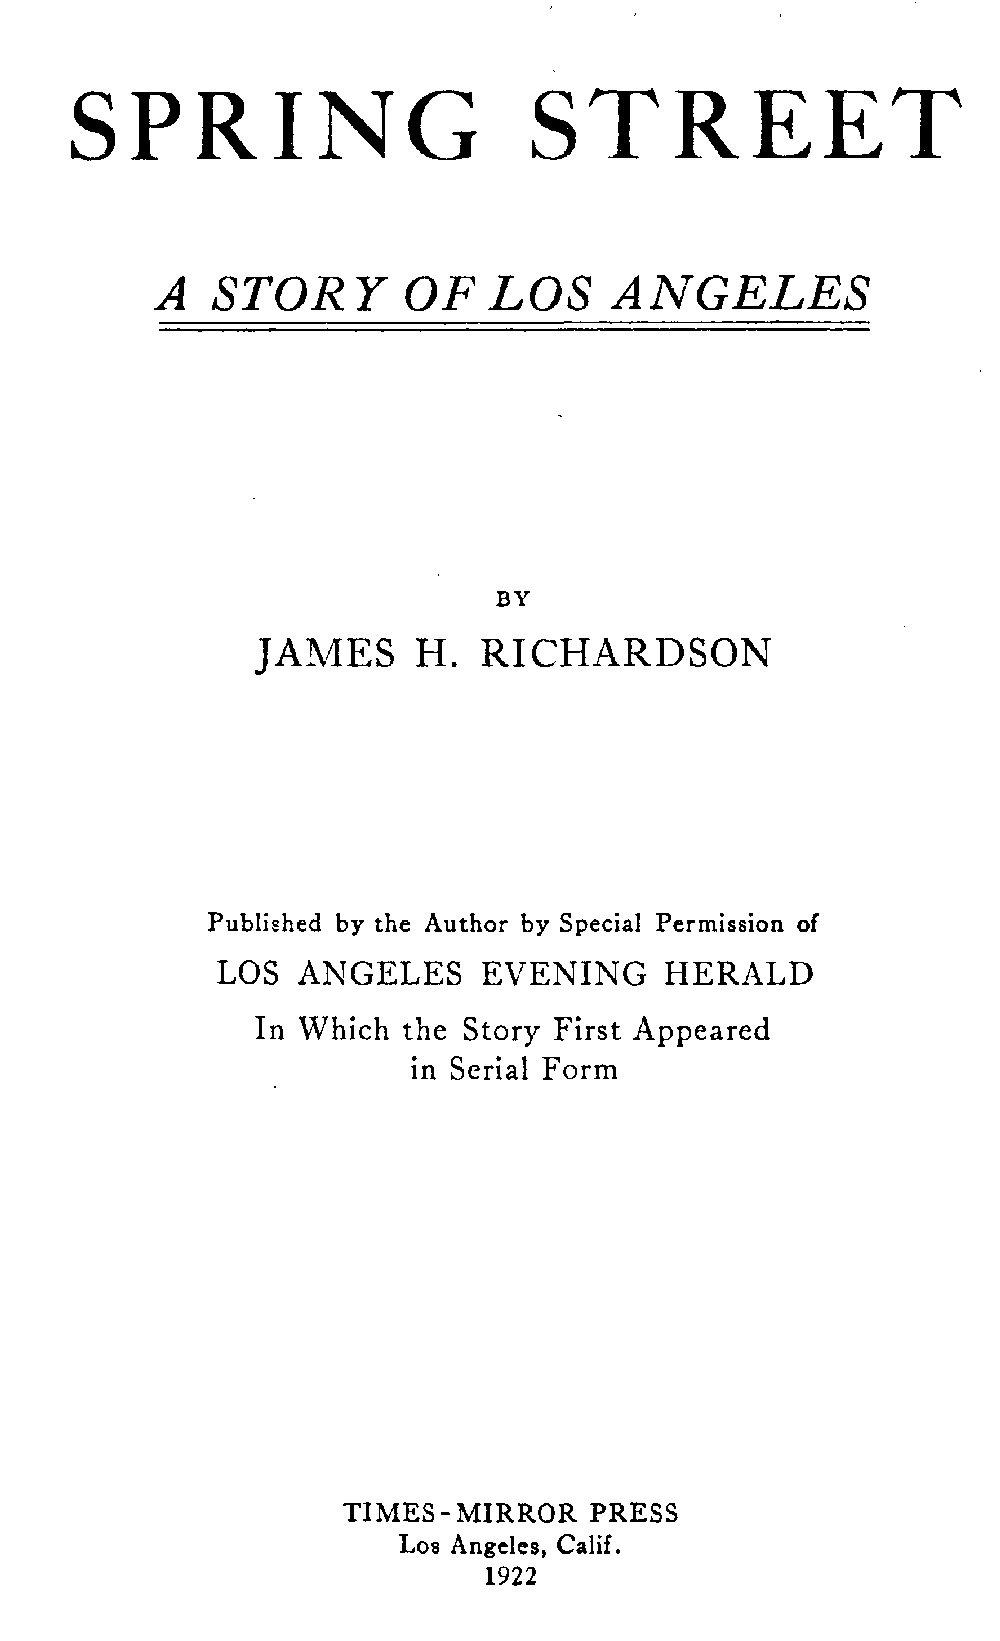 SPRING STREET
A STORY OF LOS ANGELES
BY
JAMES H. RICHARDSON
Published by the Author by Special Permission of
LOS ANGELES EVENING HERALD
In Which the Story First Appeared
in Serial Form
TIMES-MIRROR PRESS
Los Angeles, Calif.
1922